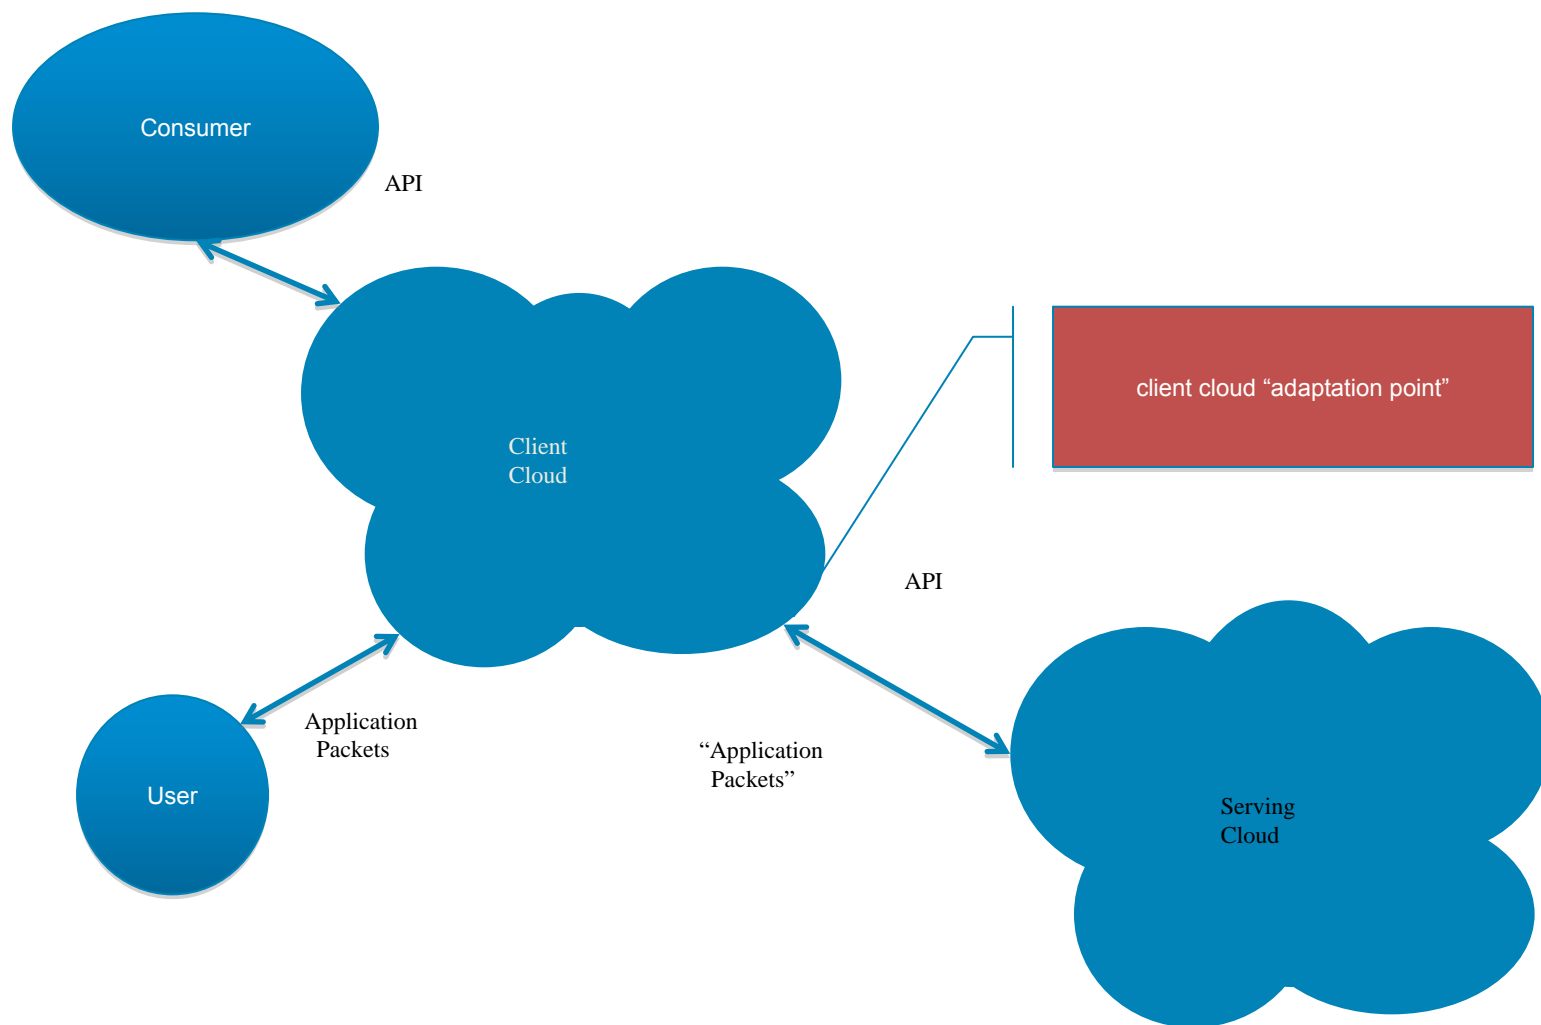 Consumer
API
client cloud “adaptation point”
Client
Cloud
API
Application
Packets
“Application
Packets”
User
Serving
Cloud